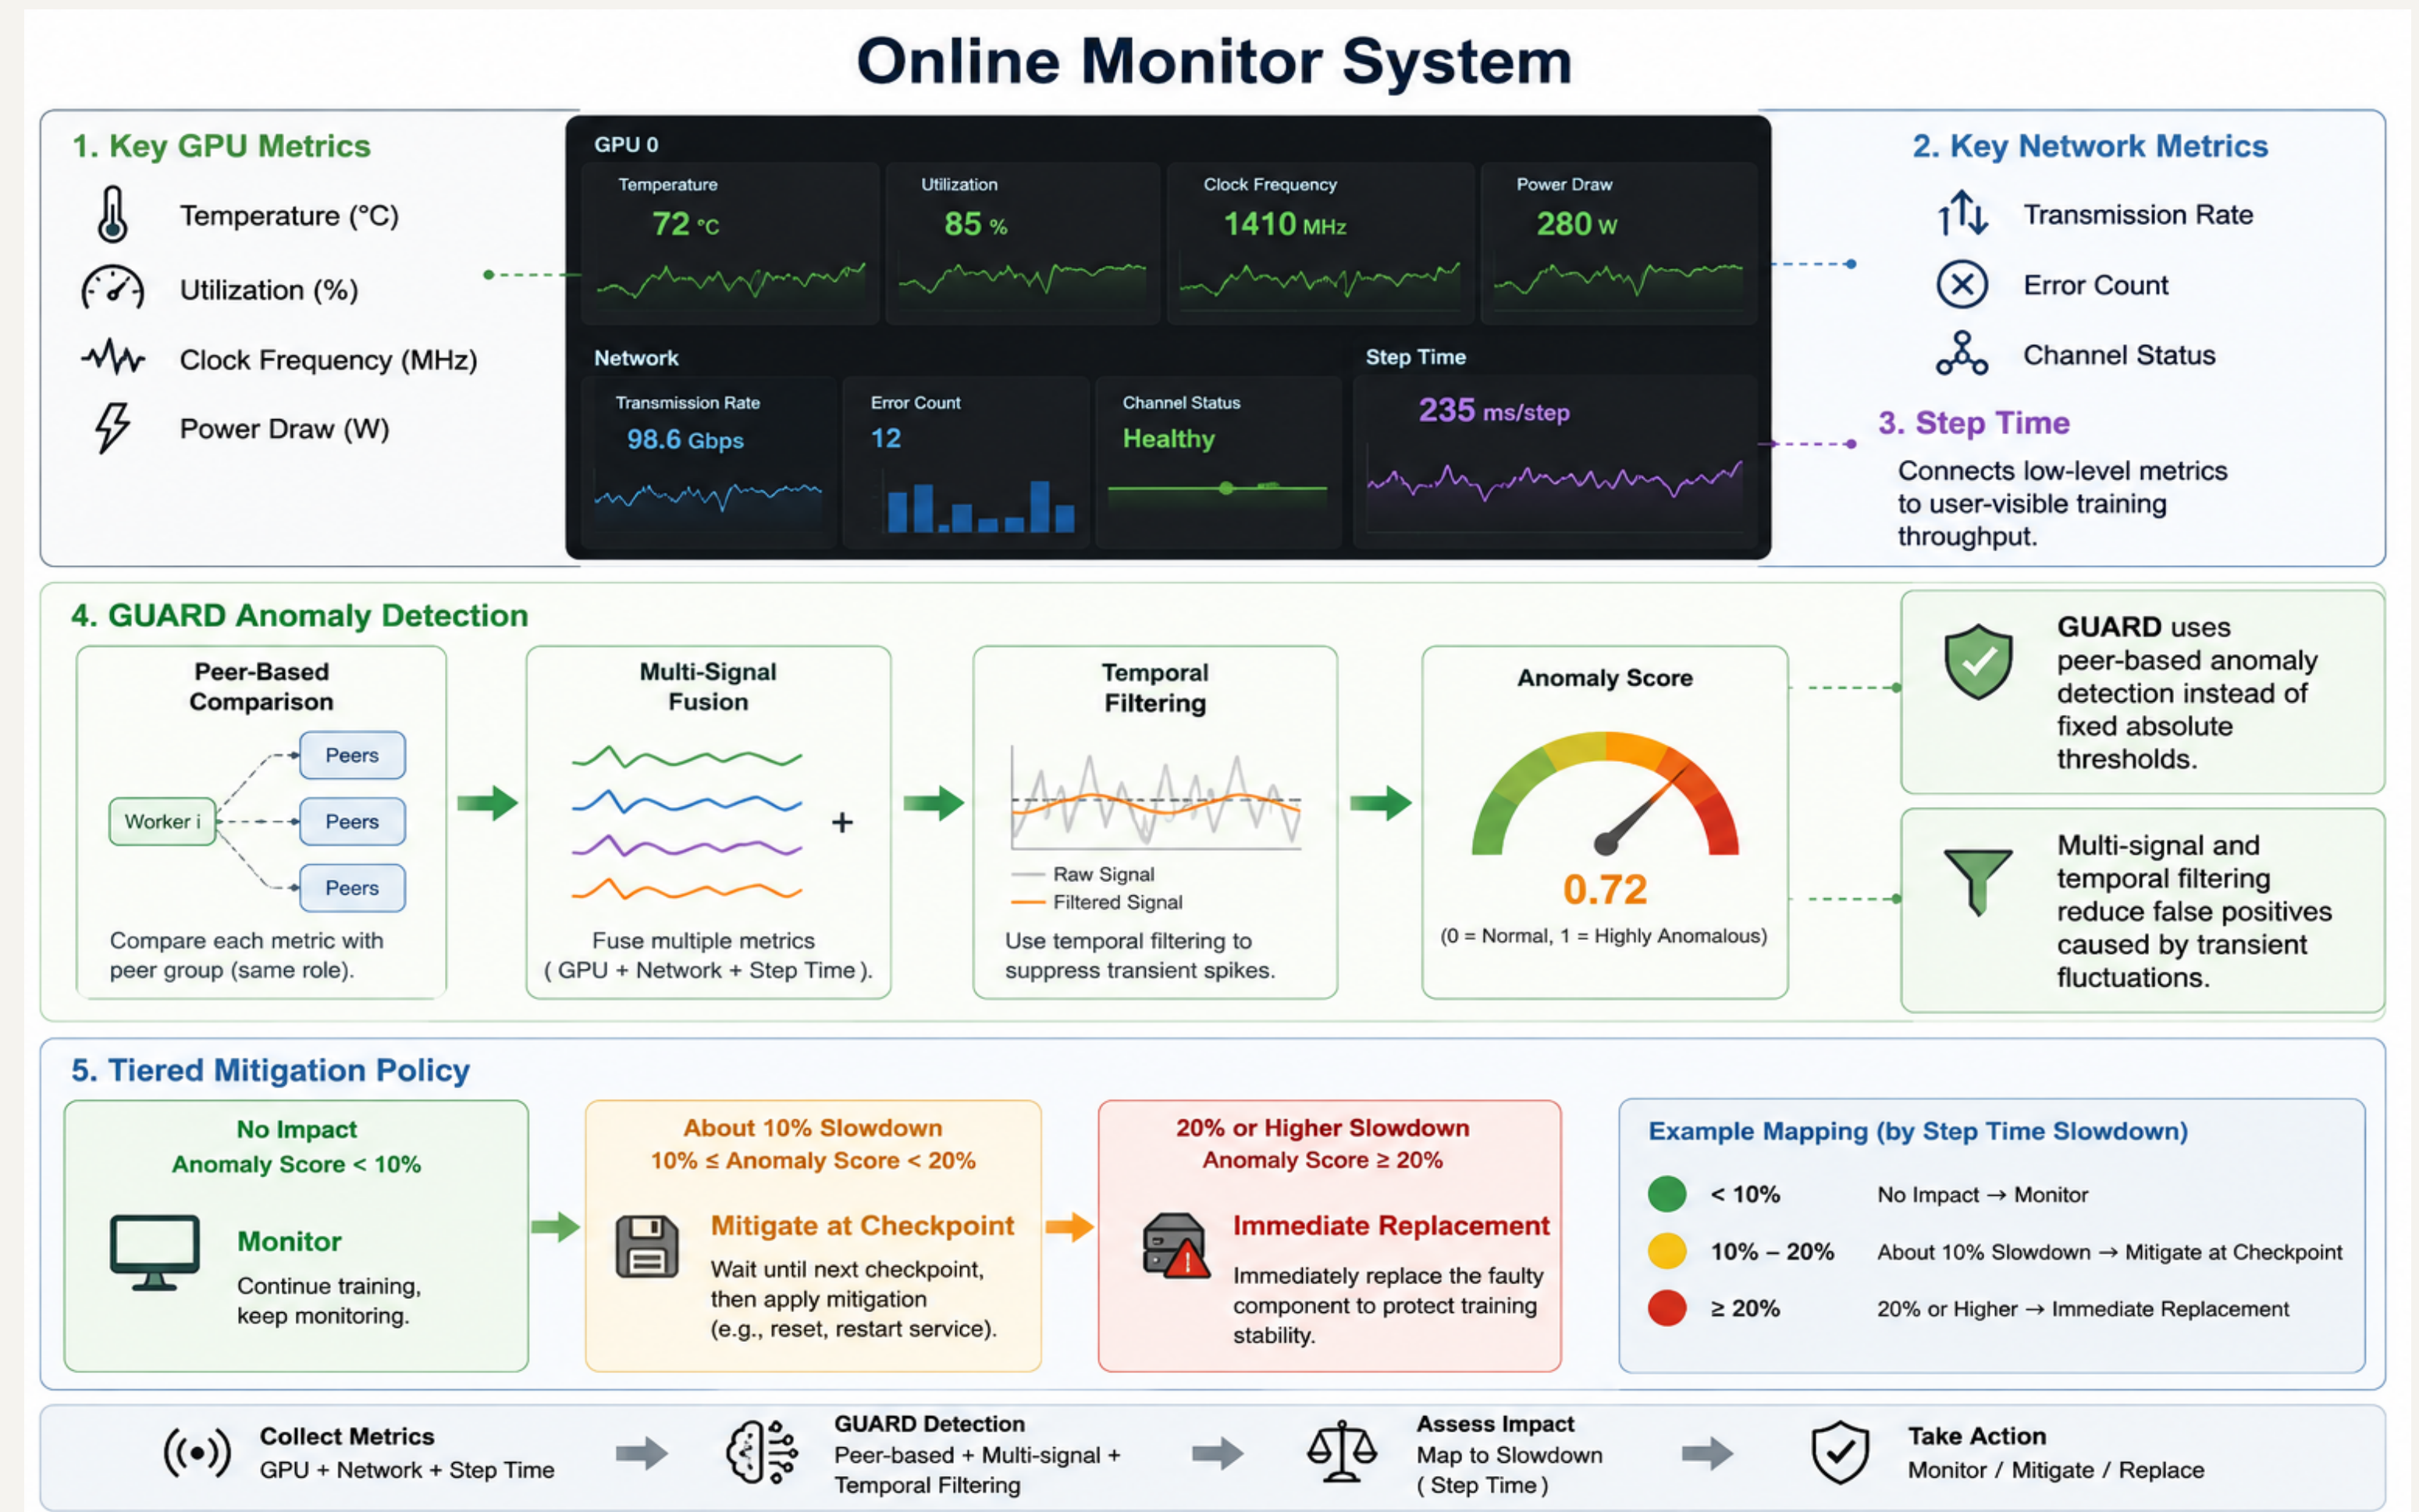 Online Monitor System
1. Key GPU Metrics
Temperature (°C)
Utilization (%)
Clock Frequency (MHz)
Power Draw (W)
GPU 0
Temperature
72 °C
Utilization
85 %
Clock Frequency
1410 MHz
Power Draw
280 W
Network
Transmission Rate
98.6 Gbps
Error Count
12
Channel Status
Healthy
Step Time
235 ms/step
2. Key Network Metrics
Transmission Rate
Error Count
Channel Status
3. Step Time
Connects low-level metrics
to user-visible training
throughput.
4. GUARD Anomaly Detection
Peer-Based
Comparison
Worker i
Peers
Peers
Peers
Compare each metric with
peer group (same role).
Multi-Signal
Fusion
+
Fuse multiple metrics
( GPU + Network + Step Time ).
Temporal
Filtering
Raw Signal
Filtered Signal
Use temporal filtering to
suppress transient spikes.
Anomaly Score
0.72
(0 = Normal, 1 = Highly Anomalous)
GUARD uses
peer-based anomaly
detection instead of
fixed absolute
thresholds.
Multi-signal and
temporal filtering
reduce false positives
caused by transient
fluctuations.
5. Tiered Mitigation Policy
No Impact
Anomaly Score < 10%
Monitor
Continue training,
keep monitoring.
About 10% Slowdown
10% ≤ Anomaly Score < 20%
Mitigate at Checkpoint
Wait until next checkpoint,
then apply mitigation
(e.g., reset, restart service).
20% or Higher Slowdown
Anomaly Score ≥ 20%
Immediate Replacement
Immediately replace the faulty
component to protect training
stability.
Example Mapping (by Step Time Slowdown)
< 10% No Impact → Monitor
10% – 20% About 10% Slowdown → Mitigate at Checkpoint
≥ 20% 20% or Higher → Immediate Replacement
Collect Metrics
GPU + Network + Step Time
GUARD Detection
Peer-based + Multi-signal +
Temporal Filtering
Assess Impact
Map to Slowdown
( Step Time )
Take Action
Monitor / Mitigate / Replace